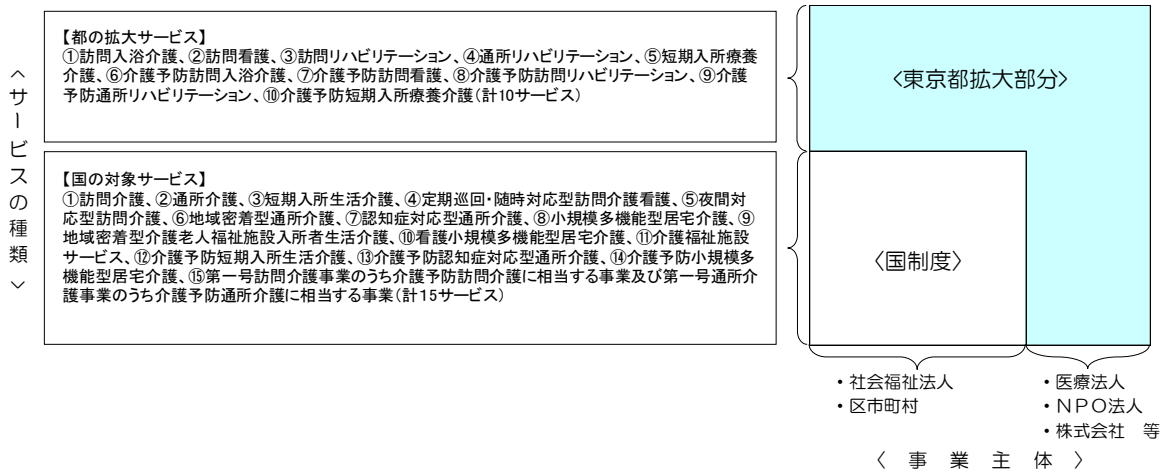 〈サービスの種類〉
【都の拡大サービス】
①訪問入浴介護、②訪問看護、③訪問リハビリテーション、④通所リハビリテーション、⑤短期入所療養
介護、⑥介護予防訪問入浴介護、⑦介護予防訪問看護、⑧介護予防訪問リハビリテーション、⑨介護
予防通所リハビリテーション、⑩介護予防短期入所療養介護（計10サービス）
【国の対象サービス】
①訪問介護、②通所介護、③短期入所生活介護、④定期巡回・随時対応型訪問介護看護、⑤夜間対
応型訪問介護、⑥地域密着型通所介護、⑦認知症対応型通所介護、⑧小規模多機能型居宅介護、⑨
地域密着型介護老人福祉施設入所者生活介護、⑩看護小規模多機能型居宅介護、⑪介護福祉施設
サービス、⑫介護予防短期入所生活介護、⑬介護予防認知症対応型通所介護、⑭介護予防小規模多
機能型居宅介護、⑮第一号訪問介護事業のうち介護予防訪問介護に相当する事業及び第一号通所介
護事業のうち介護予防通所介護に相当する事業（計15サービス）
〈東京都拡大部分〉
〈国制度〉
・社会福祉法人
・区市町村
・医療法人
・ＮＰＯ法人
・株式会社　等
〈　事　業　主　体　〉